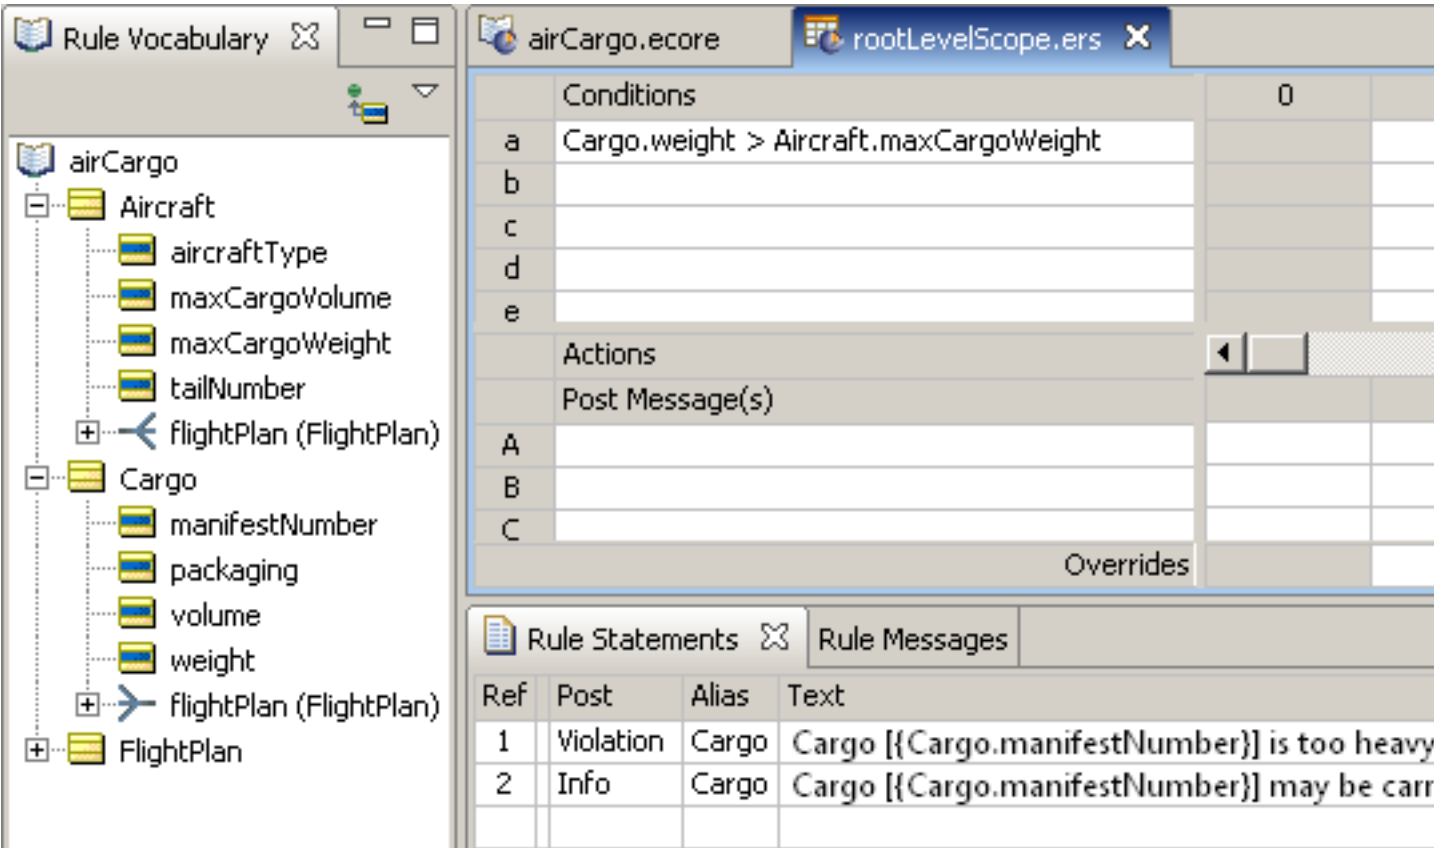 Rule Vocabulary
airCargo
Aircraft
aircraftType
maxCargoVolume
maxCargoWeight
tailNumber
flightPlan (FlightPlan)
Cargo
manifestNumber
packaging
volume
weight
flightPlan (FlightPlan)
FlightPlan
airCargo.ecore rootLevelScope.ers
Conditions 0
a Cargo.weight > Aircraft.maxCargoWeight
b
c
d
e
Actions
Post Message(s)
A
B
C
Overrides
Rule Statements Rule Messages
Ref Post Alias Text
1 Violation Cargo Cargo [{Cargo.manifestNumber}] is too heavy
2 Info Cargo Cargo [{Cargo.manifestNumber}] may be carr